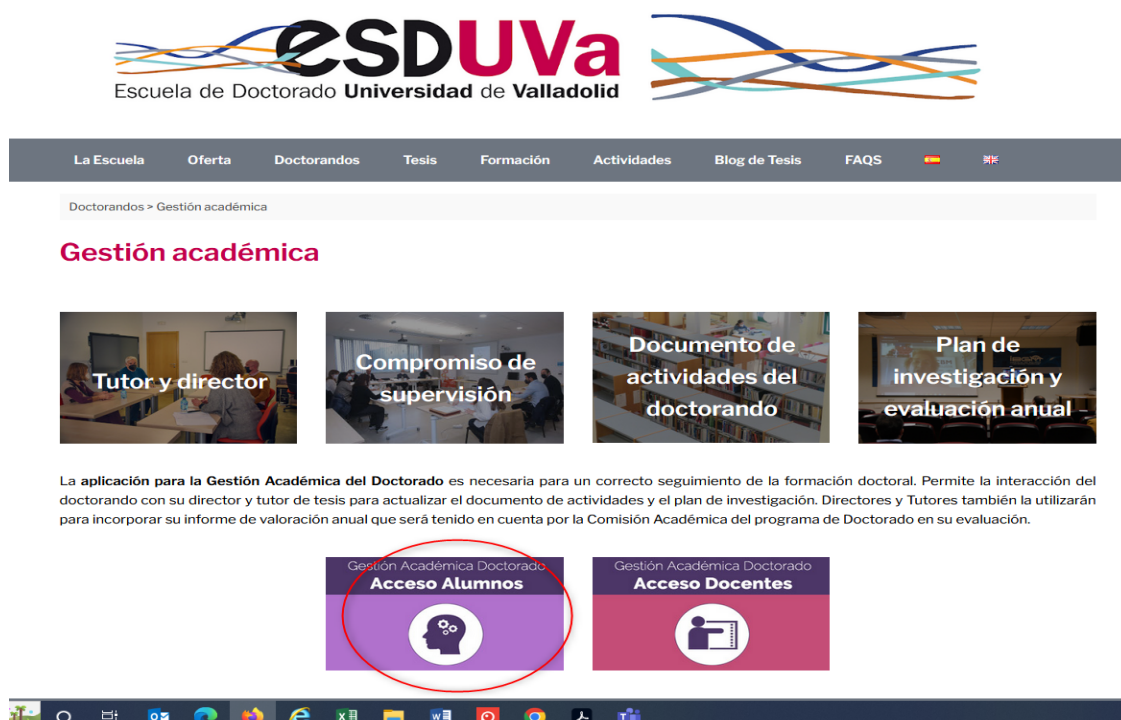 esDUVa
Escuela de Doctorado Universidad de Valladolid
La Escuela Oferta Doctorandos Tesis Formación Actividades Blog de Tesis FAQS
Doctorandos > Gestión académica
Gestión académica
Tutor y director
Compromiso de
supervisión
Documento de
actividades del
doctorando
Plan de
investigación y
evaluación anual
La aplicación para la Gestión Académica del Doctorado es necesaria para un correcto seguimiento de la formación doctoral. Permite la interacción del
doctorando con su director y tutor de tesis para actualizar el documento de actividades y el plan de investigación. Directores y Tutores también la utilizarán
para incorporar su informe de valoración anual que será tenido en cuenta por la Comisión Académica del programa de Doctorado en su evaluación.
Gestión Académica Doctorado
Acceso Alumnos
Gestión Académica Doctorado
Acceso Docentes